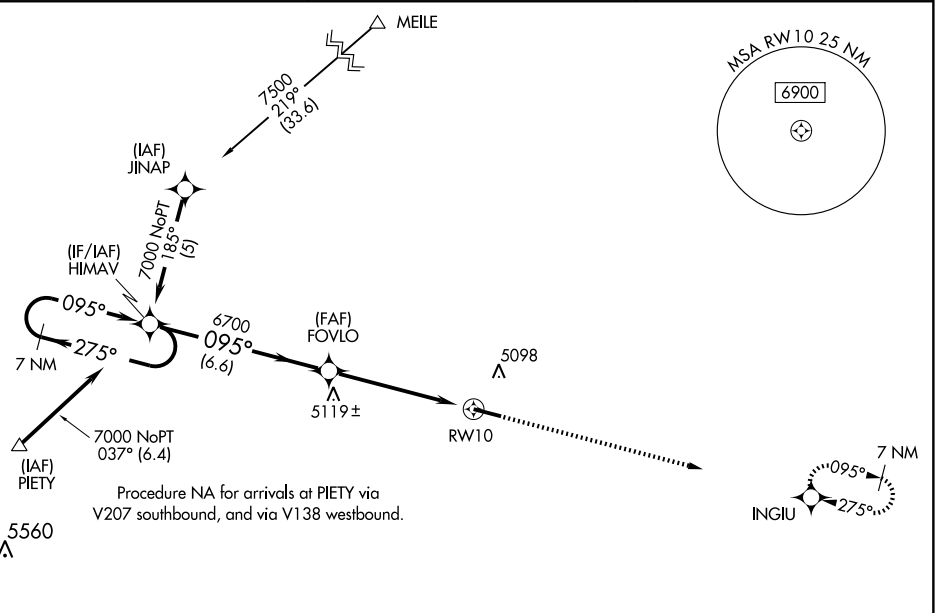 MEILE
MSA RW10 25 NM
6900
7500
219°
(33.6)
(IAF)
JINAP
7000 NoPT
185°
(5)
(IF/IAF)
HIMAV
095°
275°
7 NM
6700
095°
(6.6)
(FAF)
FOVLO
5119±
5098
RW10
7000 NoPT
037° (6.4)
(IAF)
PIETY
Procedure NA for arrivals at PIETY via
V207 southbound, and via V138 westbound.
5560
7 NM
095°
275°
INGIU